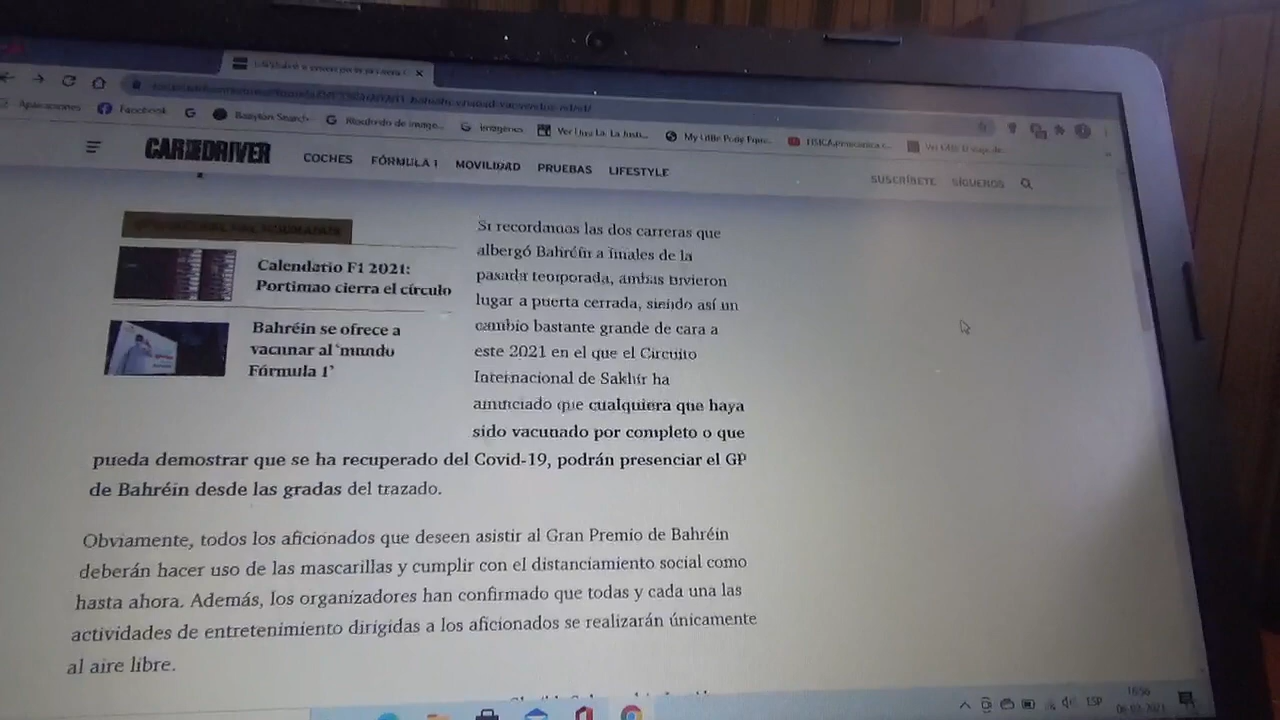 Aplicaciones Facebook G Babylon Search G G Imágenes My Little Pony
CAR AND DRIVER COCHES FÓRMULA 1 MOVILIDAD PRUEBAS LIFESTYLE SUSCRÍBETE SÍGUENOS
Calendario F1 2021:
Portimao cierra el círculo
Bahréin se ofrece a
vacunar al 'mundo
Fórmula 1'
Si recordamos las dos carreras que
albergó Bahréin a finales de la
pasada temporada, ambas tuvieron
lugar a puerta cerrada, siendo así un
cambio bastante grande de cara a
este 2021 en el que el Circuito
Internacional de Sakhir ha
anunciado que cualquiera que haya
sido vacunado por completo o que
pueda demostrar que se ha recuperado del Covid-19, podrán presenciar el GP
de Bahréin desde las gradas del trazado.
Obviamente, todos los aficionados que deseen asistir al Gran Premio de Bahréin
deberán hacer uso de las mascarillas y cumplir con el distanciamiento social como
hasta ahora. Además, los organizadores han confirmado que todas y cada una las
actividades de entretenimiento dirigidas a los aficionados se realizarán únicamente
al aire libre.
ESP